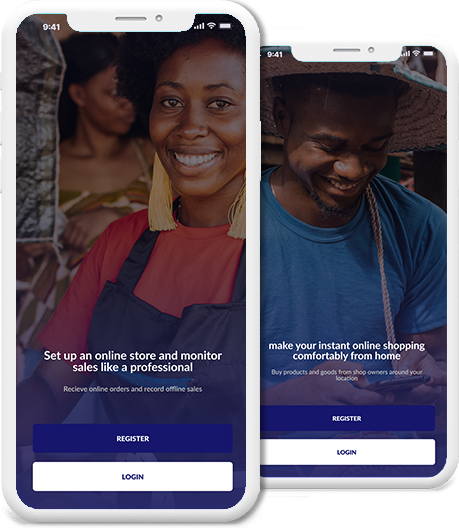 9:41
Set up an online store and monitor
sales like a professional
Recieve online orders and record offline sales
REGISTER
LOGIN
9:41
make your instant online shopping
comfortably from home
Buy products and goods from shop owners around your
location
REGISTER
LOGIN